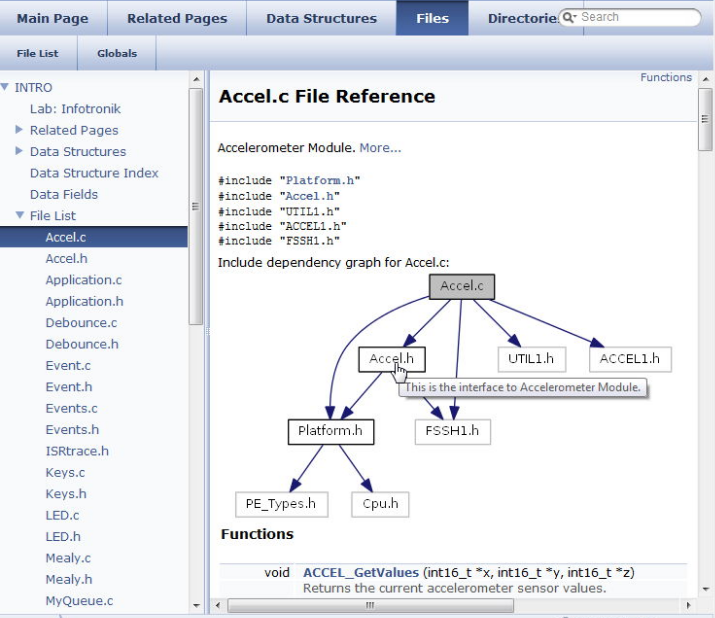 Main Page
Related Pages
Data Structures
Files
Directorie
Search
File List
Globals
INTRO
Lab: Infotronik
Related Pages
Data Structures
Data Structure Index
Data Fields
File List
Accel.c
Accel.h
Application.c
Application.h
Debounce.c
Debounce.h
Event.c
Event.h
Events.c
Events.h
ISRtrace.h
Keys.c
Keys.h
LED.c
LED.h
Mealy.c
Mealy.h
MyQueue.c
Functions
Accel.c File Reference
Accelerometer Module. More...
#include "Platform.h"
#include "Accel.h"
#include "UTIL1.h"
#include "ACCEL1.h"
#include "FSSH1.h"
Include dependency graph for Accel.c:
Accel.c
Accel.h
UTIL1.h
ACCEL1.h
This is the interface to Accelerometer Module.
Platform.h
FSSH1.h
PE_Types.h
Cpu.h
Functions
void ACCEL_GetValues (int16_t *x, int16_t *y, int16_t *z)
Returns the current accelerometer sensor values.